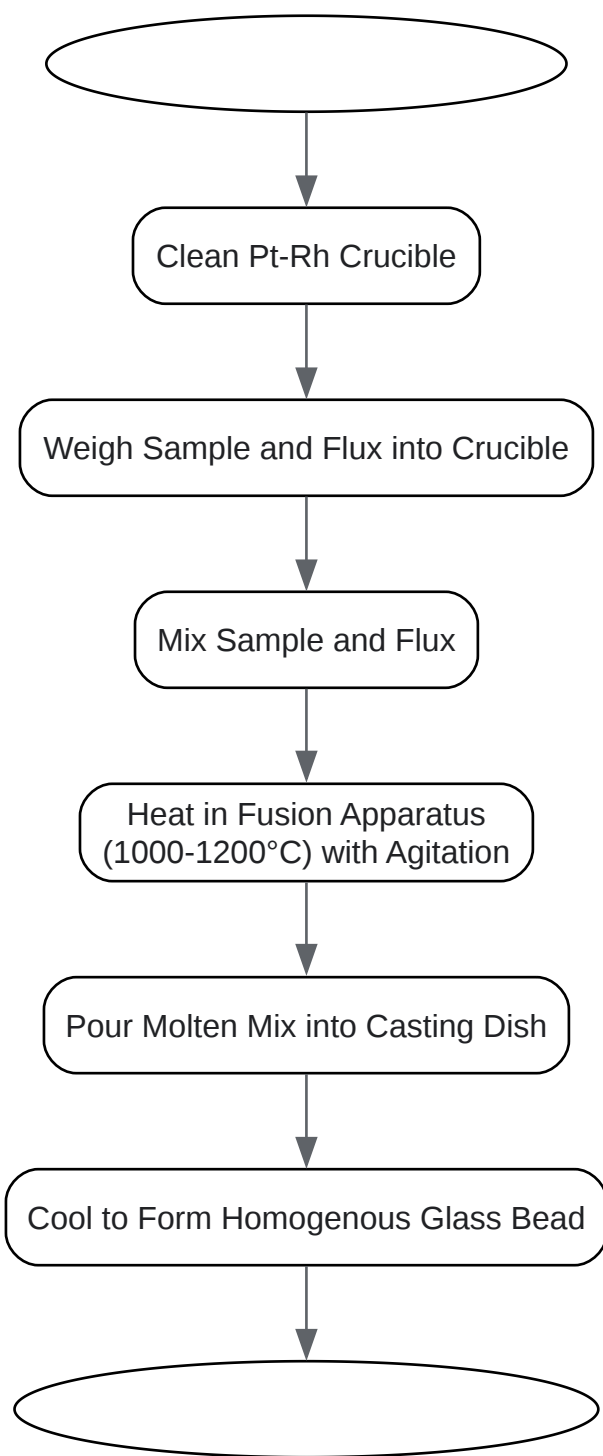 Clean Pt-Rh Crucible
Weigh Sample and Flux into Crucible
Mix Sample and Flux
Heat in Fusion Apparatus
(1000-1200°C) with Agitation
Pour Molten Mix into Casting Dish
Cool to Form Homogenous Glass Bead